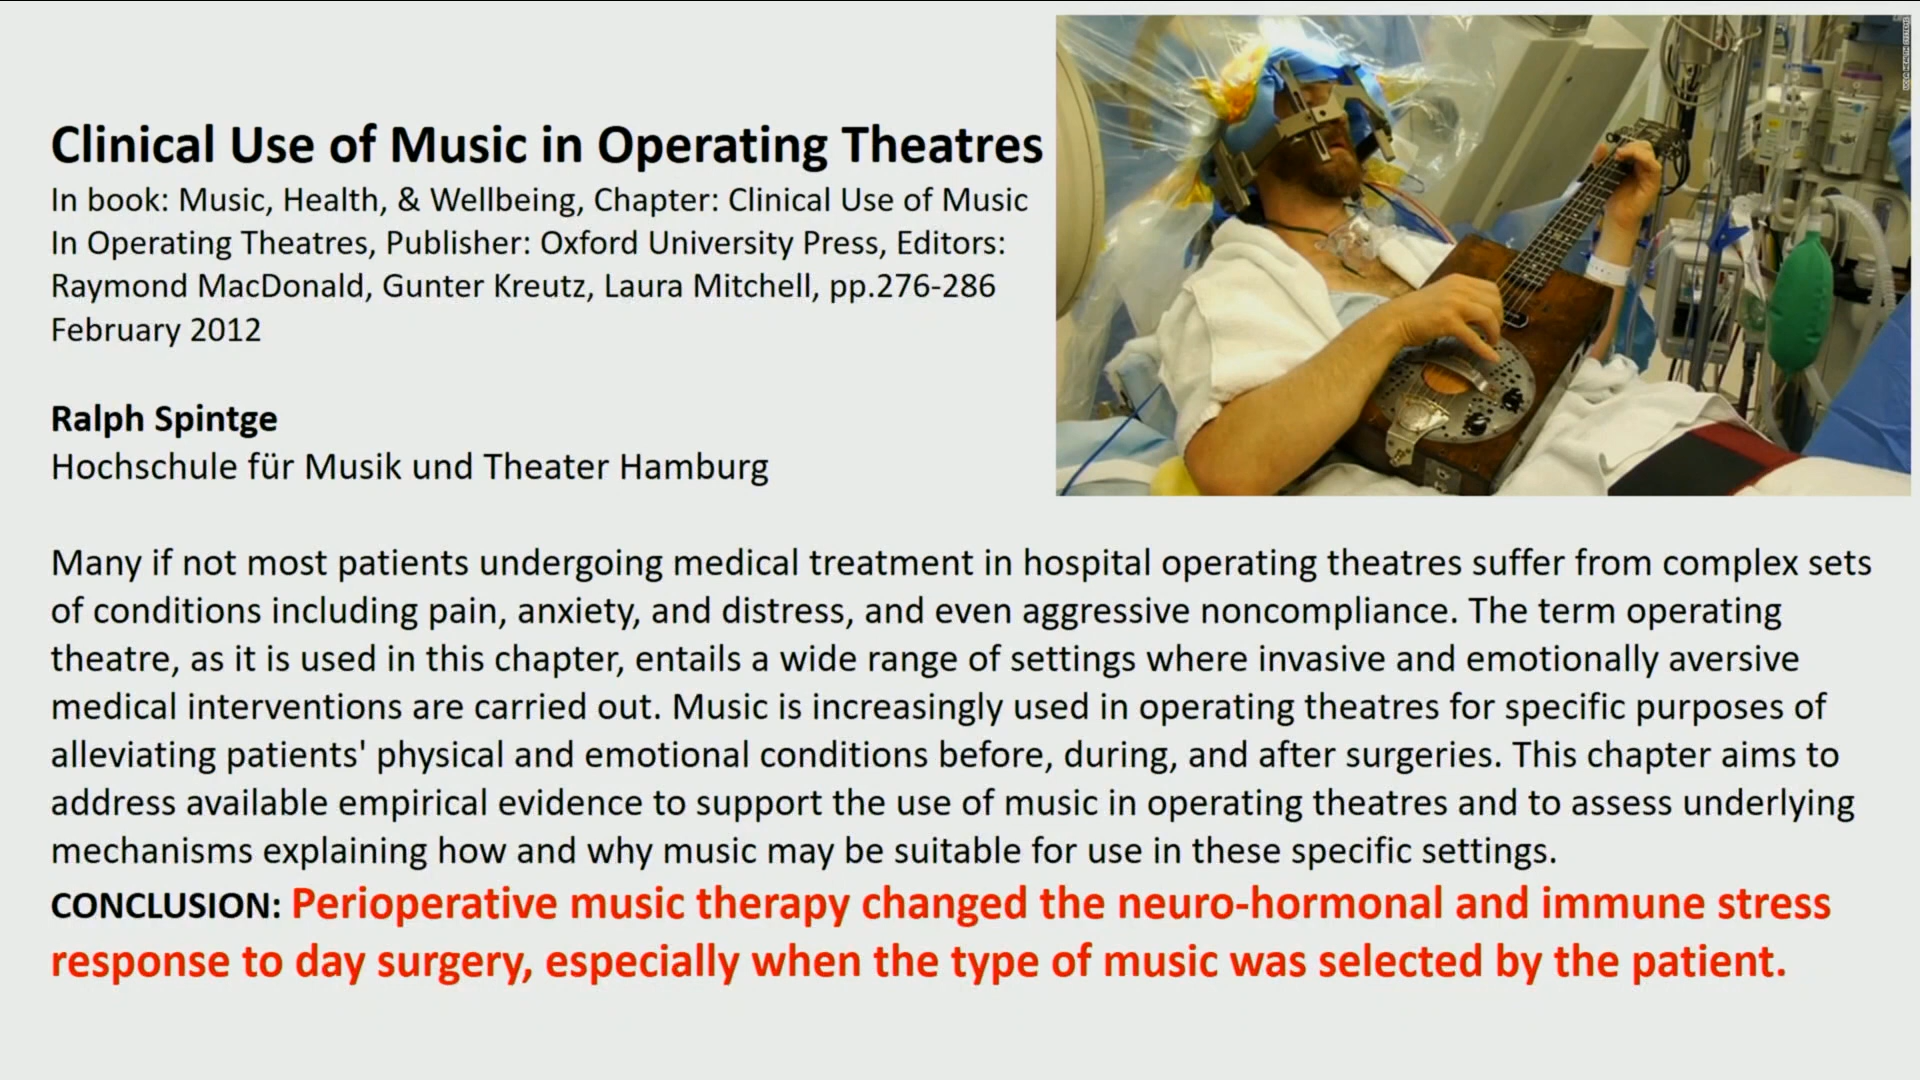 Clinical Use of Music in Operating Theatres
In book: Music, Health, & Wellbeing, Chapter: Clinical Use of Music
In Operating Theatres, Publisher: Oxford University Press, Editors:
Raymond MacDonald, Gunter Kreutz, Laura Mitchell, pp.276-286
February 2012
Ralph Spintge
Hochschule für Musik und Theater Hamburg
Many if not most patients undergoing medical treatment in hospital operating theatres suffer from complex sets
of conditions including pain, anxiety, and distress, and even aggressive noncompliance. The term operating
theatre, as it is used in this chapter, entails a wide range of settings where invasive and emotionally aversive
medical interventions are carried out. Music is increasingly used in operating theatres for specific purposes of
alleviating patients' physical and emotional conditions before, during, and after surgeries. This chapter aims to
address available empirical evidence to support the use of music in operating theatres and to assess underlying
mechanisms explaining how and why music may be suitable for use in these specific settings.
CONCLUSION: Perioperative music therapy changed the neuro-hormonal and immune stress
response to day surgery, especially when the type of music was selected by the patient.